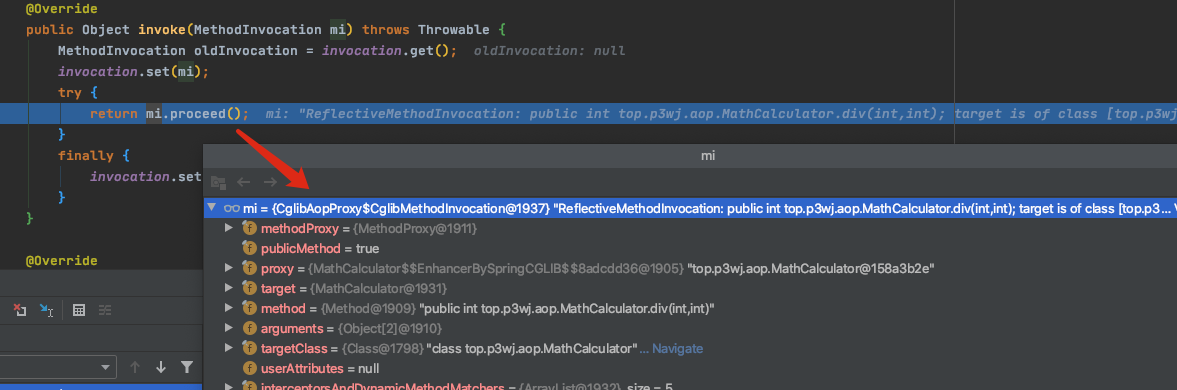 @Override
public Object invoke(MethodInvocation mi) throws Throwable {
MethodInvocation oldInvocation = invocation.get(); oldInvocation: null
invocation.set(mi);
try {
return mi.proceed(); mi: "ReflectiveMethodInvocation: public int top.p3wj.aop.MathCalculator.div(int,int); target is of class [top.p3wj
}
finally {
invocation.set
}
}
@Override
mi
mi = {CglibAopProxy$CglibMethodInvocation@1937} "ReflectiveMethodInvocation: public int top.p3wj.aop.MathCalculator.div(int,int); target is of class [top.p3...
methodProxy = {MethodProxy@1911}
publicMethod = true
proxy = {MathCalculator$$EnhancerBySpringCGLIB$$8adcdd36@1905} "top.p3wj.aop.MathCalculator@158a3b2e"
target = {MathCalculator@1931}
method = {Method@1909} "public int top.p3wj.aop.MathCalculator.div(int,int)"
arguments = {Object[2]@1910}
targetClass = {Class@1798} "class top.p3wj.aop.MathCalculator"... Navigate
userAttributes = null
interceptorsAndDynamicMethodMatchers = {ArrayList@1932} size = 5